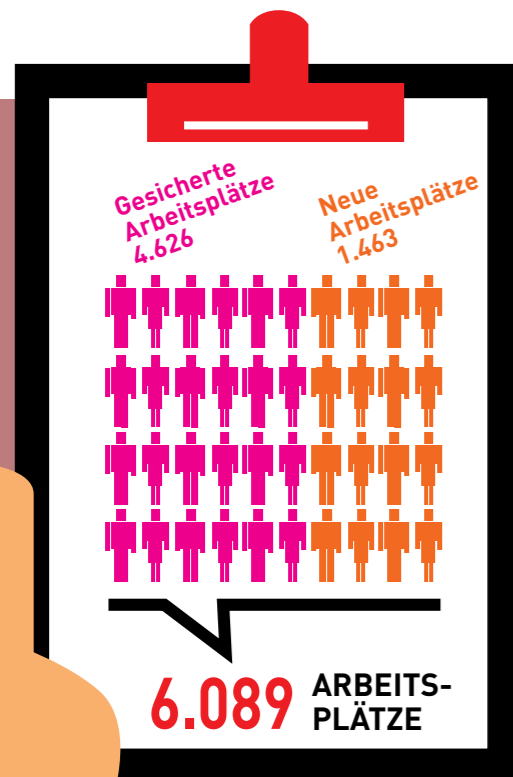 Gesicherte
Arbeitsplätze
4.626
Neue
Arbeitsplätze
1.463
6.089 ARBEITS-
PLÄTZE